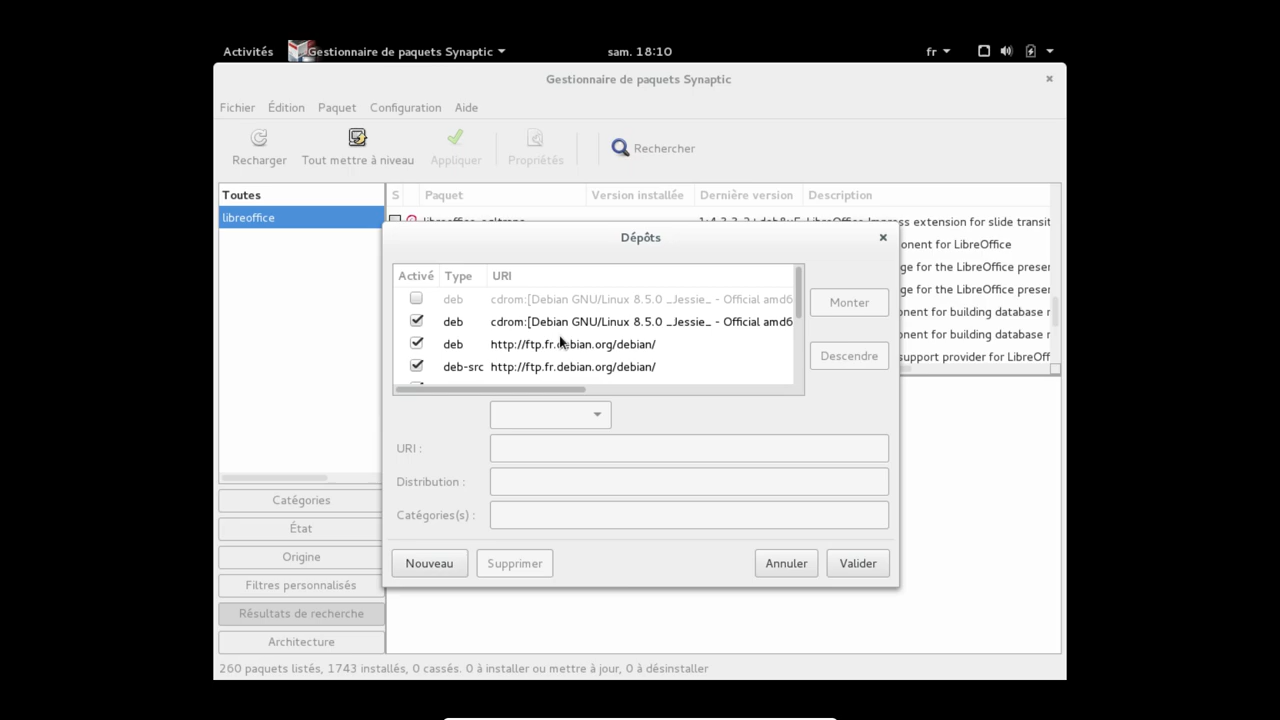 Activités Gestionnaire de paquets Synaptic sam. 18:10 fr
Gestionnaire de paquets Synaptic
Fichier Édition Paquet Configuration Aide
Recharger Tout mettre à niveau Appliquer Propriétés Rechercher
Toutes
libreoffice
S Paquet Version installée Dernière version Description
LibreOffice Impress extension for slide transit
onent for LibreOffice
ge for the LibreOffice preser
ge for the LibreOffice preser
onent for building database r
onent for building database r
support provider for LibreOff
Dépôts
Activé Type URI
deb cdrom:[Debian GNU/Linux 8.5.0 _Jessie_ - Official amd6
deb cdrom:[Debian GNU/Linux 8.5.0 _Jessie_ - Official amd6
deb http://ftp.fr.debian.org/debian/
deb-src http://ftp.fr.debian.org/debian/
Monter
Descendre
URI :
Distribution :
Catégories(s) :
Nouveau Supprimer Annuler Valider
Catégories
État
Origine
Filtres personnalisés
Résultats de recherche
Architecture
260 paquets listés, 1743 installés, 0 cassés. 0 à installer ou mettre à jour, 0 à désinstaller